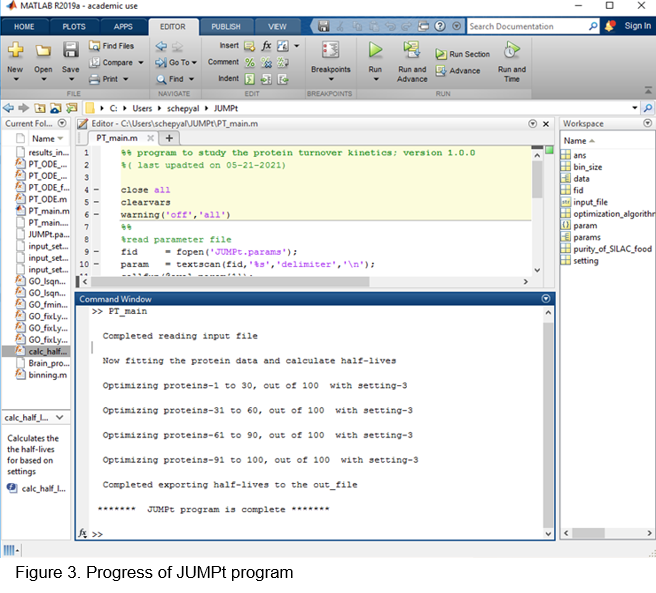 MATLAB R2019a - academic use
HOME PLOTS APPS EDITOR PUBLISH VIEW Search Documentation Sign In
New Open Save Find Files Compare Print
Go To Find
Insert fx Comment % Indent
Breakpoints Run Run and Advance Run Section Advance Run and Time
FILE NAVIGATE EDIT BREAKPOINTS RUN
C: Users schepyal JUMPt
Current Fol...
Name
results_in...
PT_ODE_...
PT_ODE_...
PT_ODE_f...
PT_ODE.m
PT_main.m
PT_main....
JUMPt.pa...
input_set...
input_set...
input_set...
GO_lsqn...
GO_lsqn...
GO_fmin...
GO_fixLy...
GO_fixLy...
GO_fixLy...
calc_half...
Brain_pro...
binning.m
calc_half_l...
Calculates the
the half-lives
for based on
settings
calc_half_l...
Editor - C:\Users\schepyal\JUMPt\PT_main.m
PT_main.m
1 %% program to study the protein turnover kinetics; version 1.0.0
2 %( last upadted on 05-21-2021)
3
4 - close all
5 - clearvars
6 - warning('off','all')
7 %%
8 %read parameter file
9 - fid = fopen('JUMPt.params');
10 - param = textscan(fid,'%s','delimiter','\n');
Command Window
>> PT_main
Completed reading input file
Now fitting the protein data and calculate half-lives
Optimizing proteins-1 to 30, out of 100 with setting-3
Optimizing proteins-31 to 60, out of 100 with setting-3
Optimizing proteins-61 to 90, out of 100 with setting-3
Optimizing proteins-91 to 100, out of 100 with setting-3
Completed exporting half-lives to the out_file
******* JUMPt program is complete *******
fx >>
Workspace
Name
ans
bin_size
data
fid
input_file
optimization_algorithm
param
params
purity_of_SILAC_food
setting
Figure 3. Progress of JUMPt program